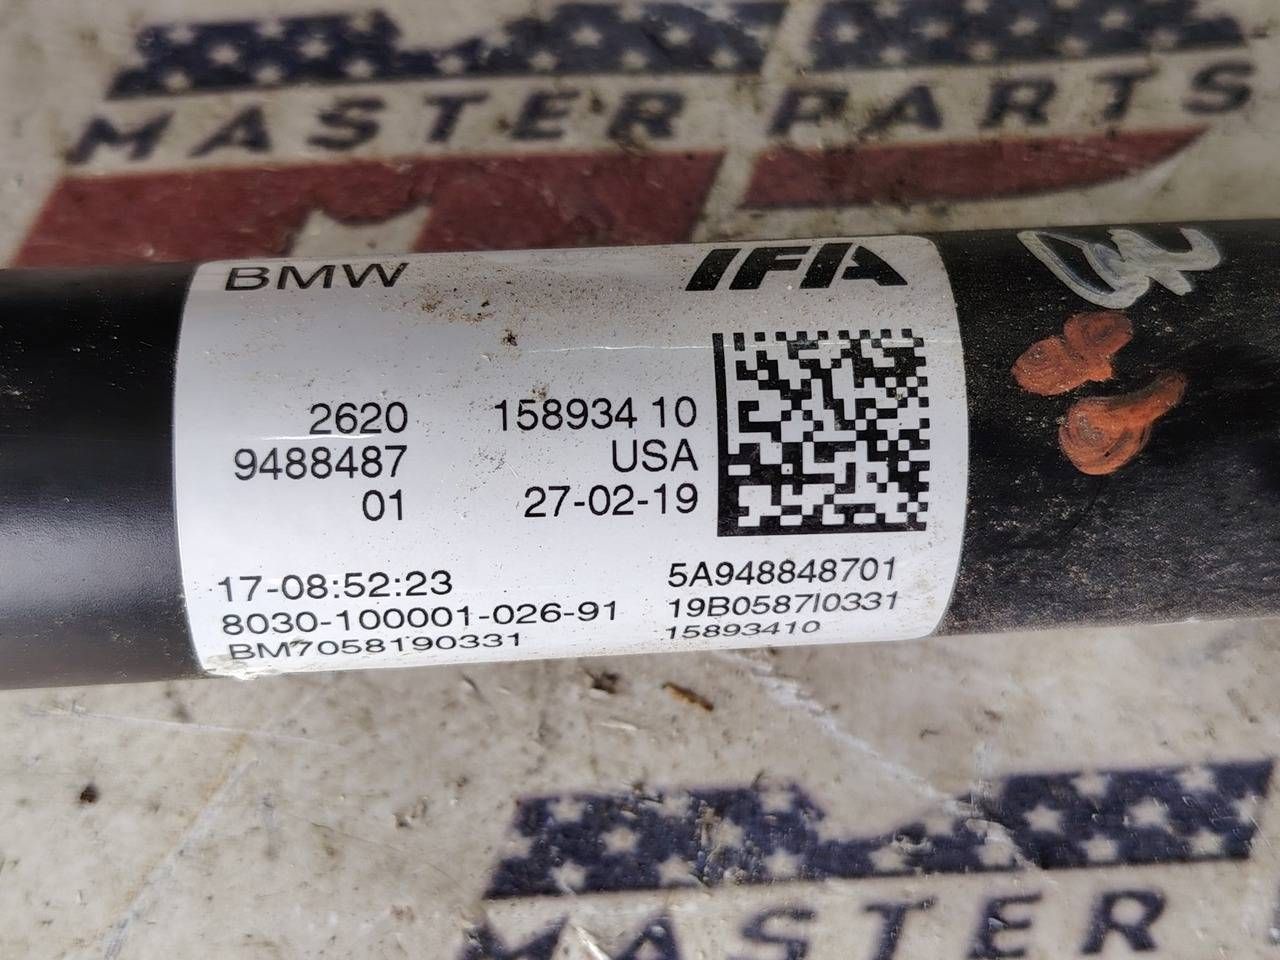 MASTER PARTS
BMW IFA
2620 158934 10
9488487 USA
01 27-02-19
17-08:52:23 5A948848701
8030-100001-026-91 19B0587I0331
BM7058190331 15893410
MASTER